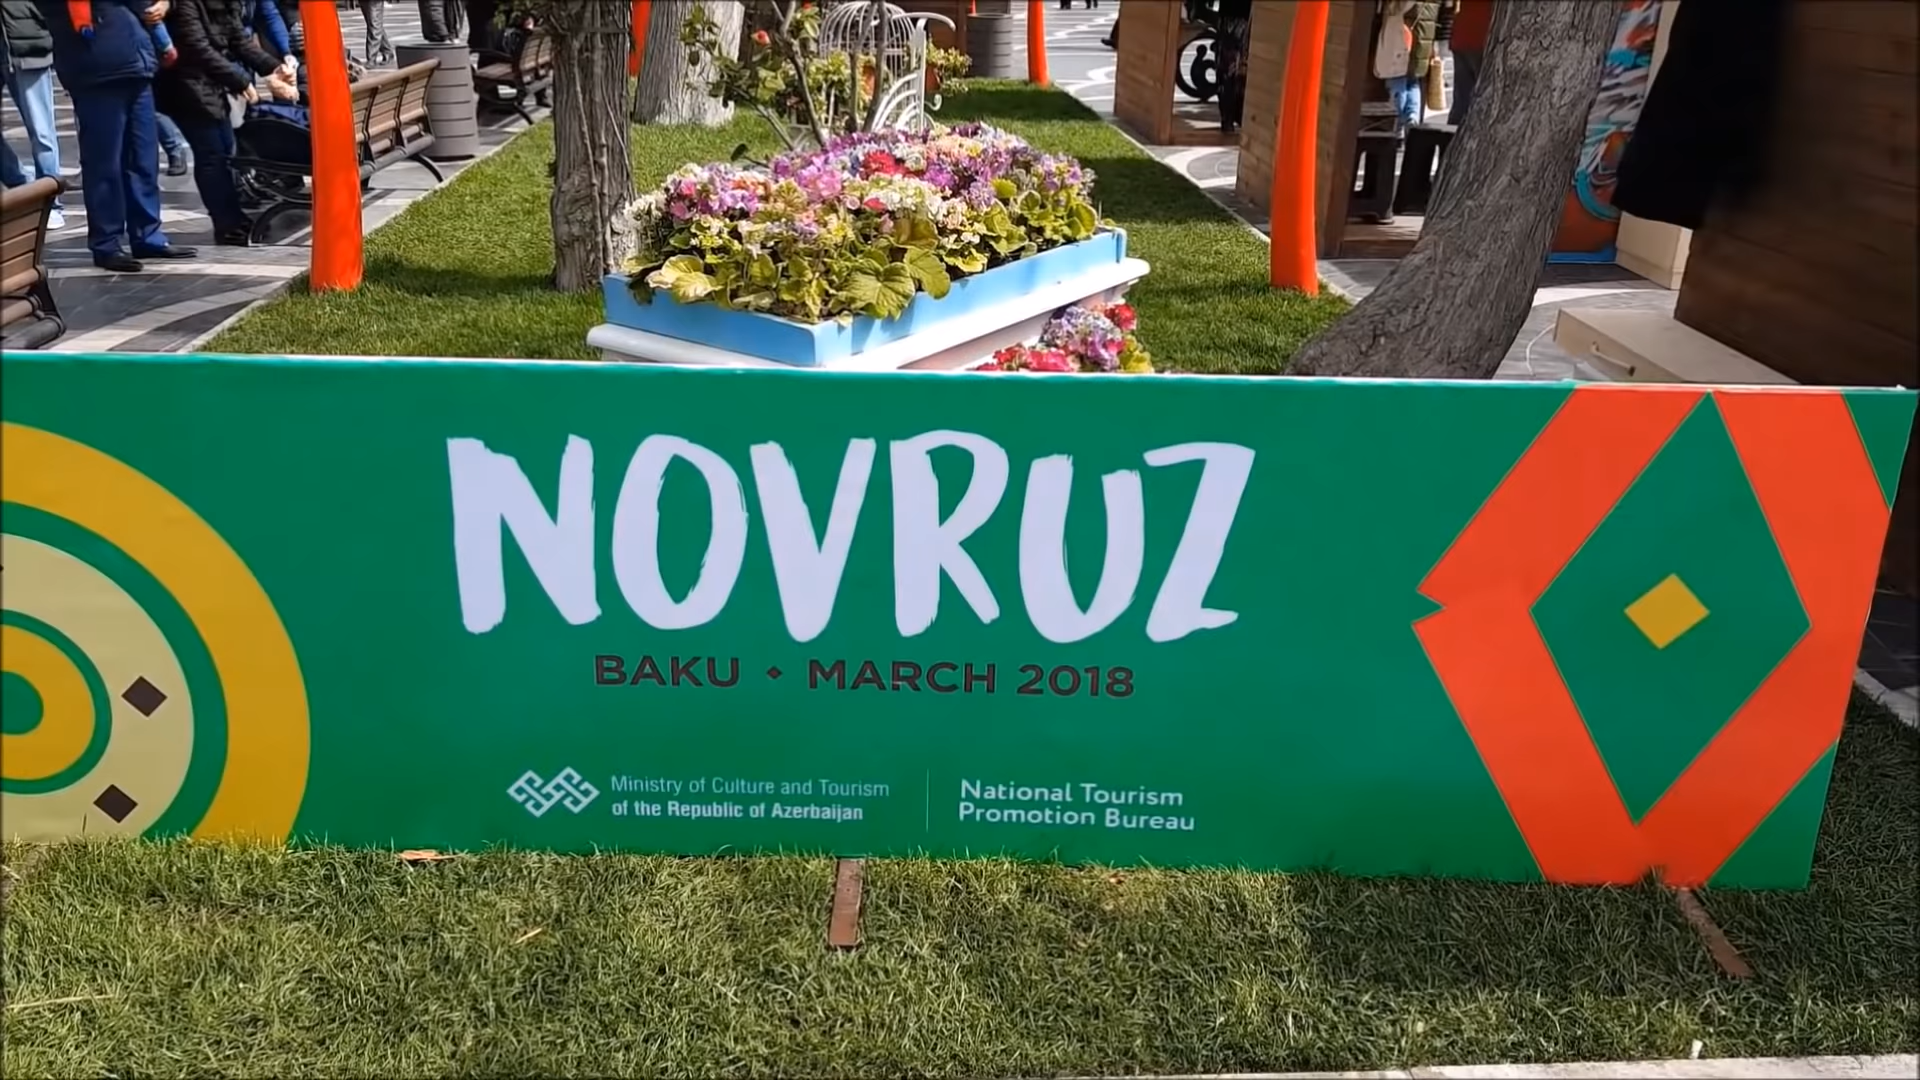 NOVRUZ
BAKU • MARCH 2018
Ministry of Culture and Tourism
of the Republic of Azerbaijan
National Tourism
Promotion Bureau